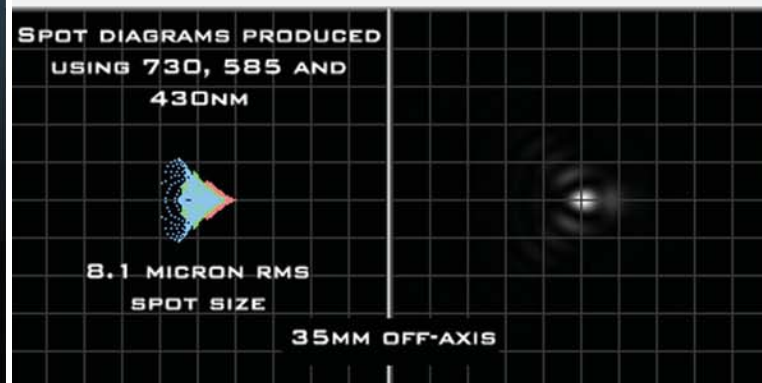 SPOT DIAGRAMS PRODUCED
USING 730, 585 AND
430NM
8.1 MICRON RMS
SPOT SIZE
35MM OFF-AXIS